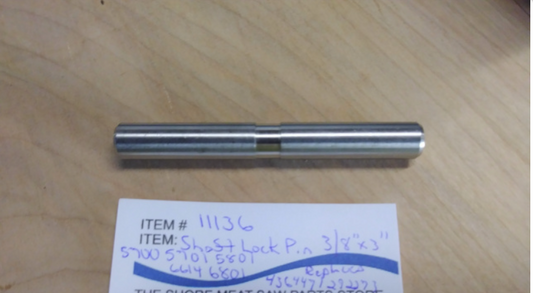 ITEM # 11136
ITEM: Shaft Lock Pin 3/8"x3"
5700 5701 5801
6614 6801 Replaces
THE SHORE MEAT SAW PARTS STORE